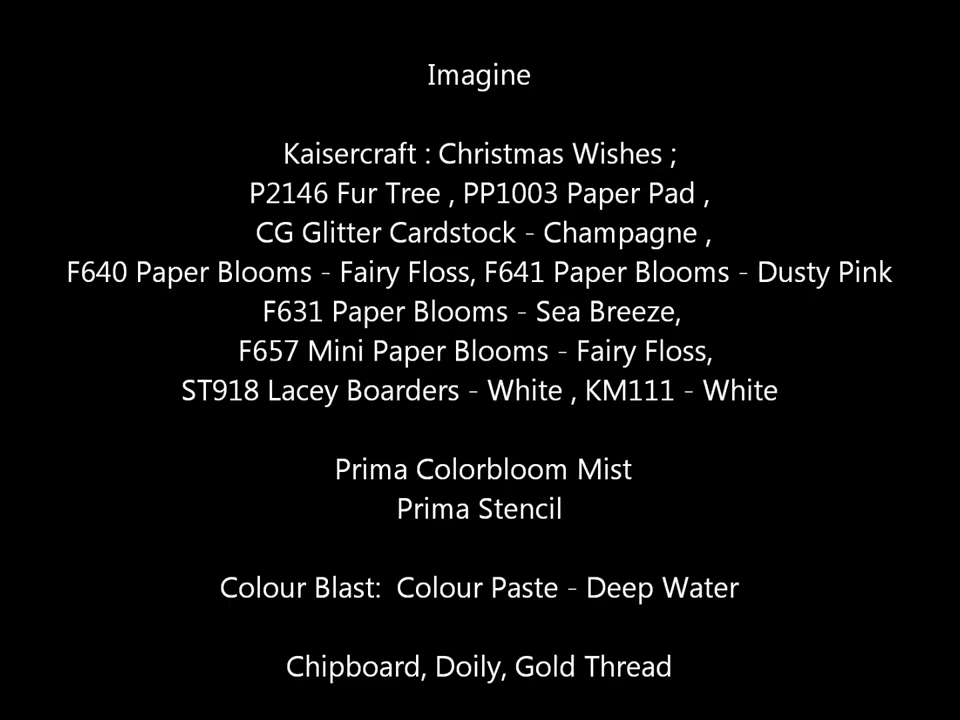 Imagine
Kaisercraft : Christmas Wishes ;
P2146 Fur Tree , PP1003 Paper Pad ,
CG Glitter Cardstock - Champagne ,
F640 Paper Blooms - Fairy Floss, F641 Paper Blooms - Dusty Pink
F631 Paper Blooms - Sea Breeze,
F657 Mini Paper Blooms - Fairy Floss,
ST918 Lacey Boarders - White , KM111 - White
Prima Colorbloom Mist
Prima Stencil
Colour Blast:  Colour Paste - Deep Water
Chipboard, Doily, Gold Thread